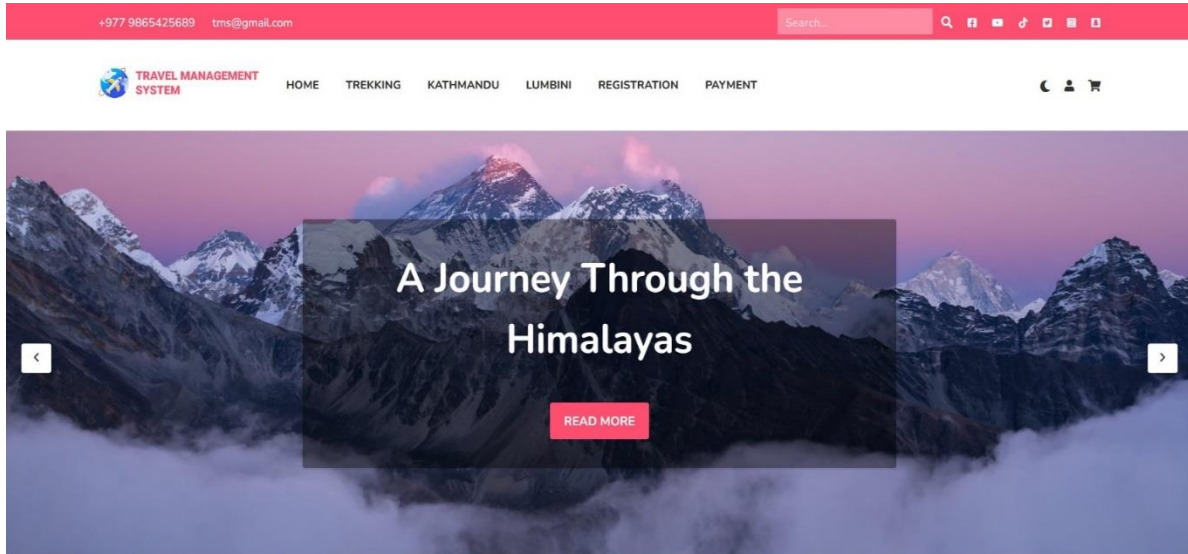 +977 9865425689 tms@gmail.com Search...
TRAVEL MANAGEMENT
SYSTEM
HOME TREKKING KATHMANDU LUMBINI REGISTRATION PAYMENT
A Journey Through the
Himalayas
READ MORE